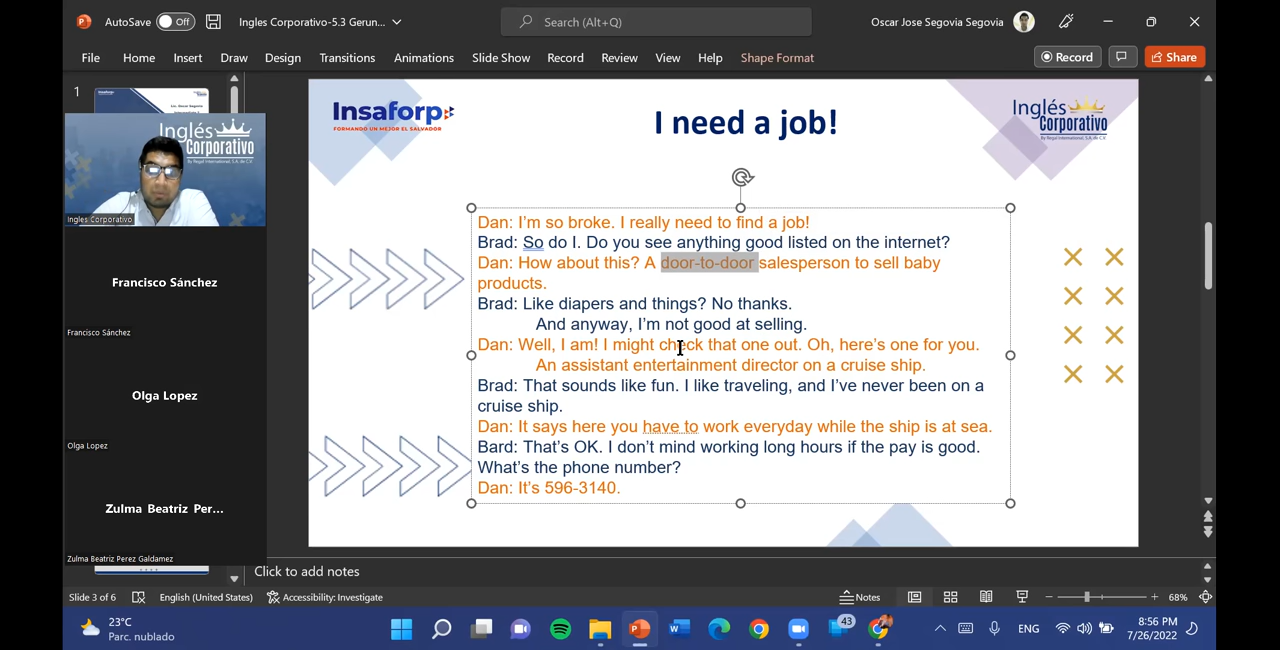 AutoSave Off Ingles Corporativo-5.3 Gerun... Search (Alt+Q) Oscar Jose Segovia Segovia
File Home Insert Draw Design Transitions Animations Slide Show Record Review View Help Shape Format Record Share
1
Inglés
Corporativo
By Regal International, S.A. de C.V.
Ingles Corporativo
Francisco Sánchez
Francisco Sánchez
Olga Lopez
Olga Lopez
Zulma Beatriz Per...
Zulma Beatriz Perez Galdamez
Insaforp
FORMANDO UN MEJOR EL SALVADOR
I need a job!
Inglés
Corporativo
By Regal International, S.A. de C.V.
Dan: I'm so broke. I really need to find a job!
Brad: So do I. Do you see anything good listed on the internet?
Dan: How about this? A door-to-door salesperson to sell baby
products.
Brad: Like diapers and things? No thanks.
And anyway, I'm not good at selling.
Dan: Well, I am! I might check that one out. Oh, here's one for you.
An assistant entertainment director on a cruise ship.
Brad: That sounds like fun. I like traveling, and I've never been on a
cruise ship.
Dan: It says here you have to work everyday while the ship is at sea.
Bard: That's OK. I don't mind working long hours if the pay is good.
What's the phone number?
Dan: It's 596-3140.
Click to add notes
Slide 3 of 6 English (United States) Accessibility: Investigate Notes 68%
23°C
Parc. nublado
43
ENG
8:56 PM
7/26/2022